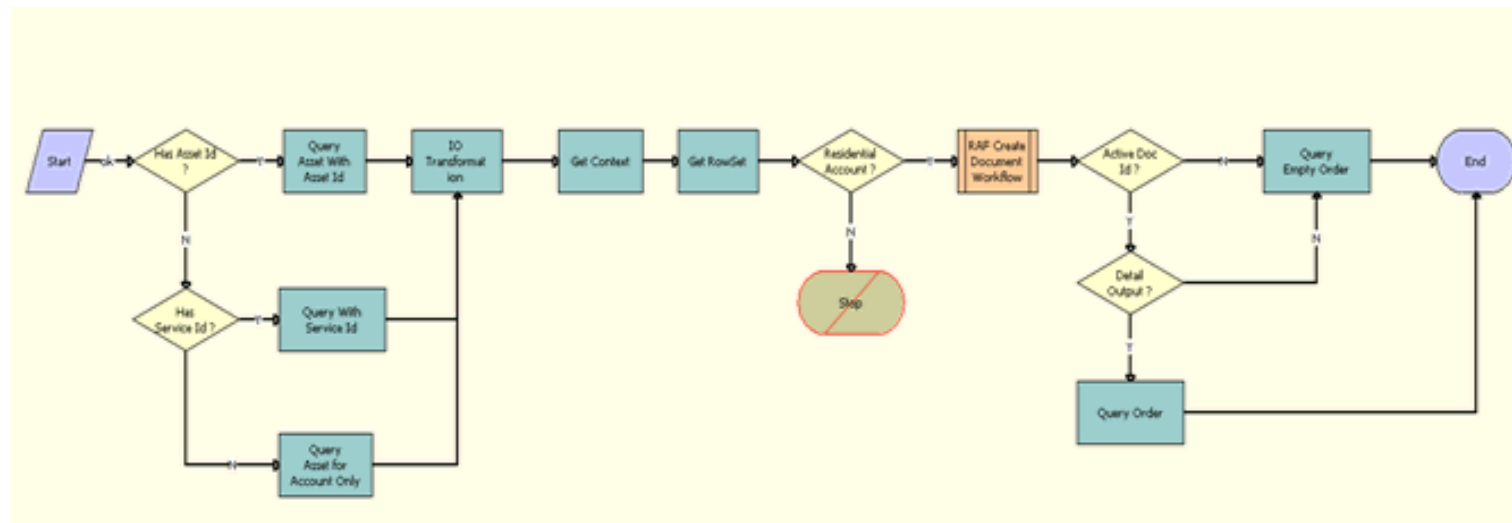 Start
ok
Has Asset Id
?
Y
Query
Asset With
Asset Id
IO
Transformat
ion
Get Context
Get RowSet
Residential
Account ?
Y
RAF Create
Document
Workflow
Active Doc
Id ?
N
Query
Empty Order
End
N
N
Y
N
Has
Service Id ?
Y
Query With
Service Id
Stop
Detail
Output ?
Y
Query Order
N
Query
Asset for
Account Only